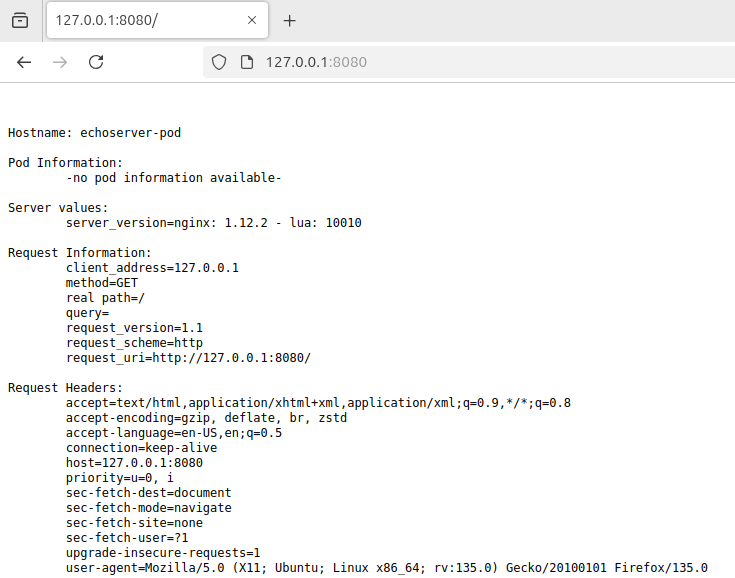 127.0.0.1:8080/
127.0.0.1:8080
Hostname: echoserver-pod
Pod Information:
-no pod information available-
Server values:
server_version=nginx: 1.12.2 - lua: 10010
Request Information:
client_address=127.0.0.1
method=GET
real path=/
query=
request_version=1.1
request_scheme=http
request_uri=http://127.0.0.1:8080/
Request Headers:
accept=text/html,application/xhtml+xml,application/xml;q=0.9,*/*;q=0.8
accept-encoding=gzip, deflate, br, zstd
accept-language=en-US,en;q=0.5
connection=keep-alive
host=127.0.0.1:8080
priority=u=0, i
sec-fetch-dest=document
sec-fetch-mode=navigate
sec-fetch-site=none
sec-fetch-user=?1
upgrade-insecure-requests=1
user-agent=Mozilla/5.0 (X11; Ubuntu; Linux x86_64; rv:135.0) Gecko/20100101 Firefox/135.0